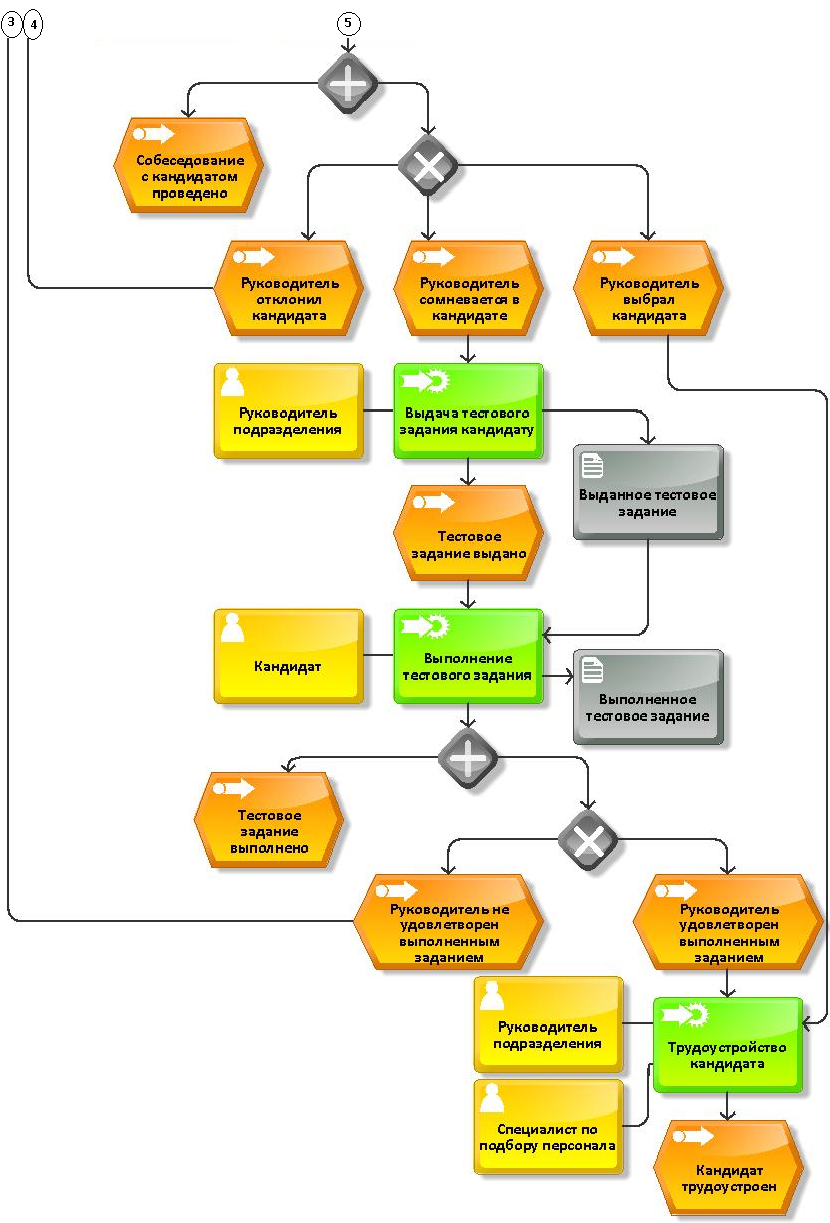 3
4
5
Собеседование
с кандидатом
проведено
Руководитель
отклонил
кандидата
Руководитель
сомневается в
кандидате
Руководитель
выбрал
кандидата
Руководитель
подразделения
Выдача тестового
задания кандидату
Выданное тестовое
задание
Тестовое
задание выдано
Кандидат
Выполнение
тестового задания
Выполненное
тестовое задание
Тестовое
задание
выполнено
Руководитель не
удовлетворен
выполненным
заданием
Руководитель
удовлетворен
выполненным
заданием
Руководитель
подразделения
Трудоустройство
кандидата
Специалист по
подбору персонала
Кандидат
трудоустроен